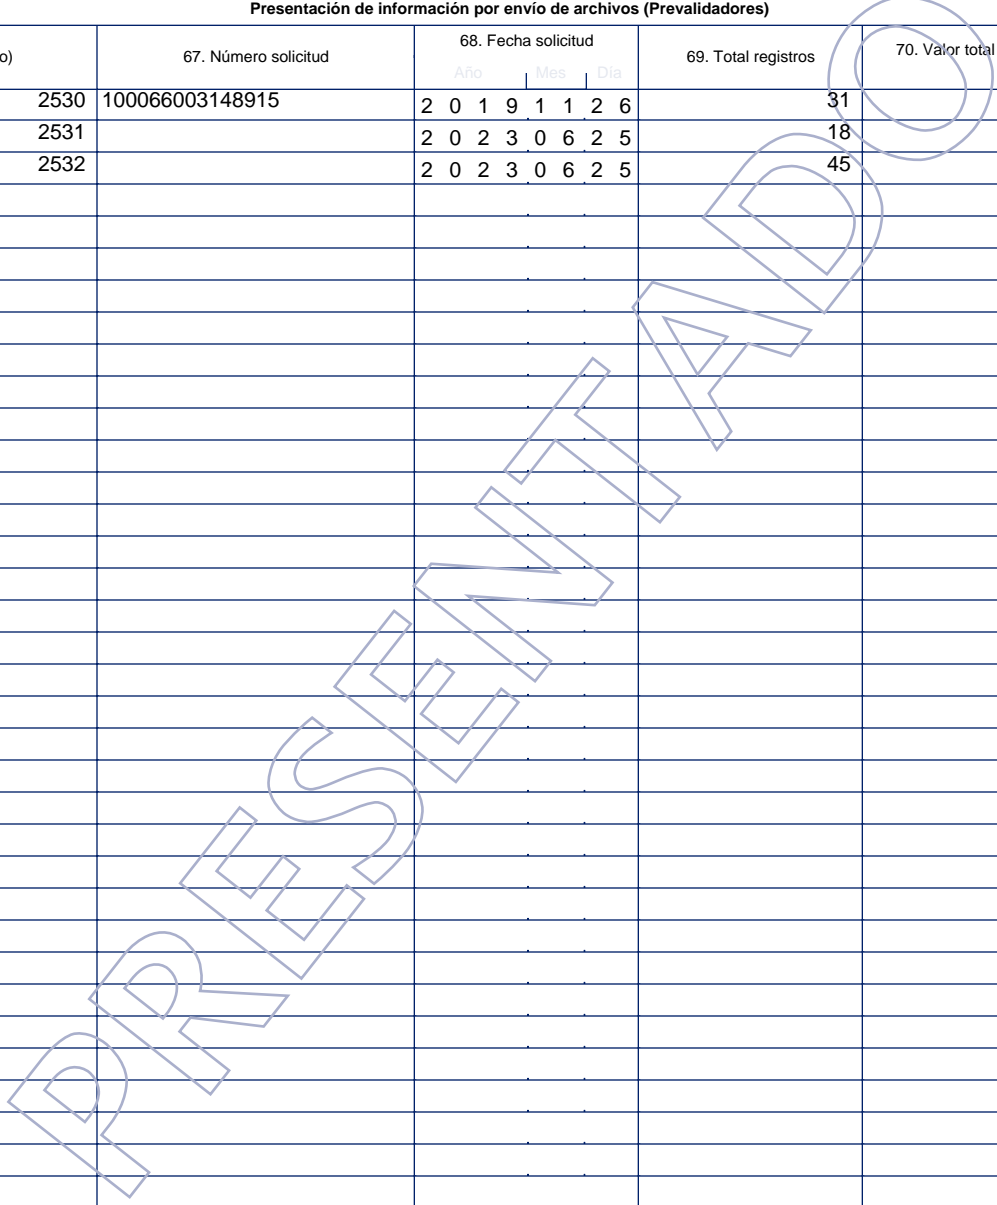 Presentación de información por envío de archivos (Prevalidadores)
o) 67. Número solicitud 68. Fecha solicitud 69. Total registros 70. Valor total
Año Mes Día
2530 100066003148915 2 0 1 9 1 1 2 6 31
2531 2 0 2 3 0 6 2 5 18
2532 2 0 2 3 0 6 2 5 45
PRESENTADO